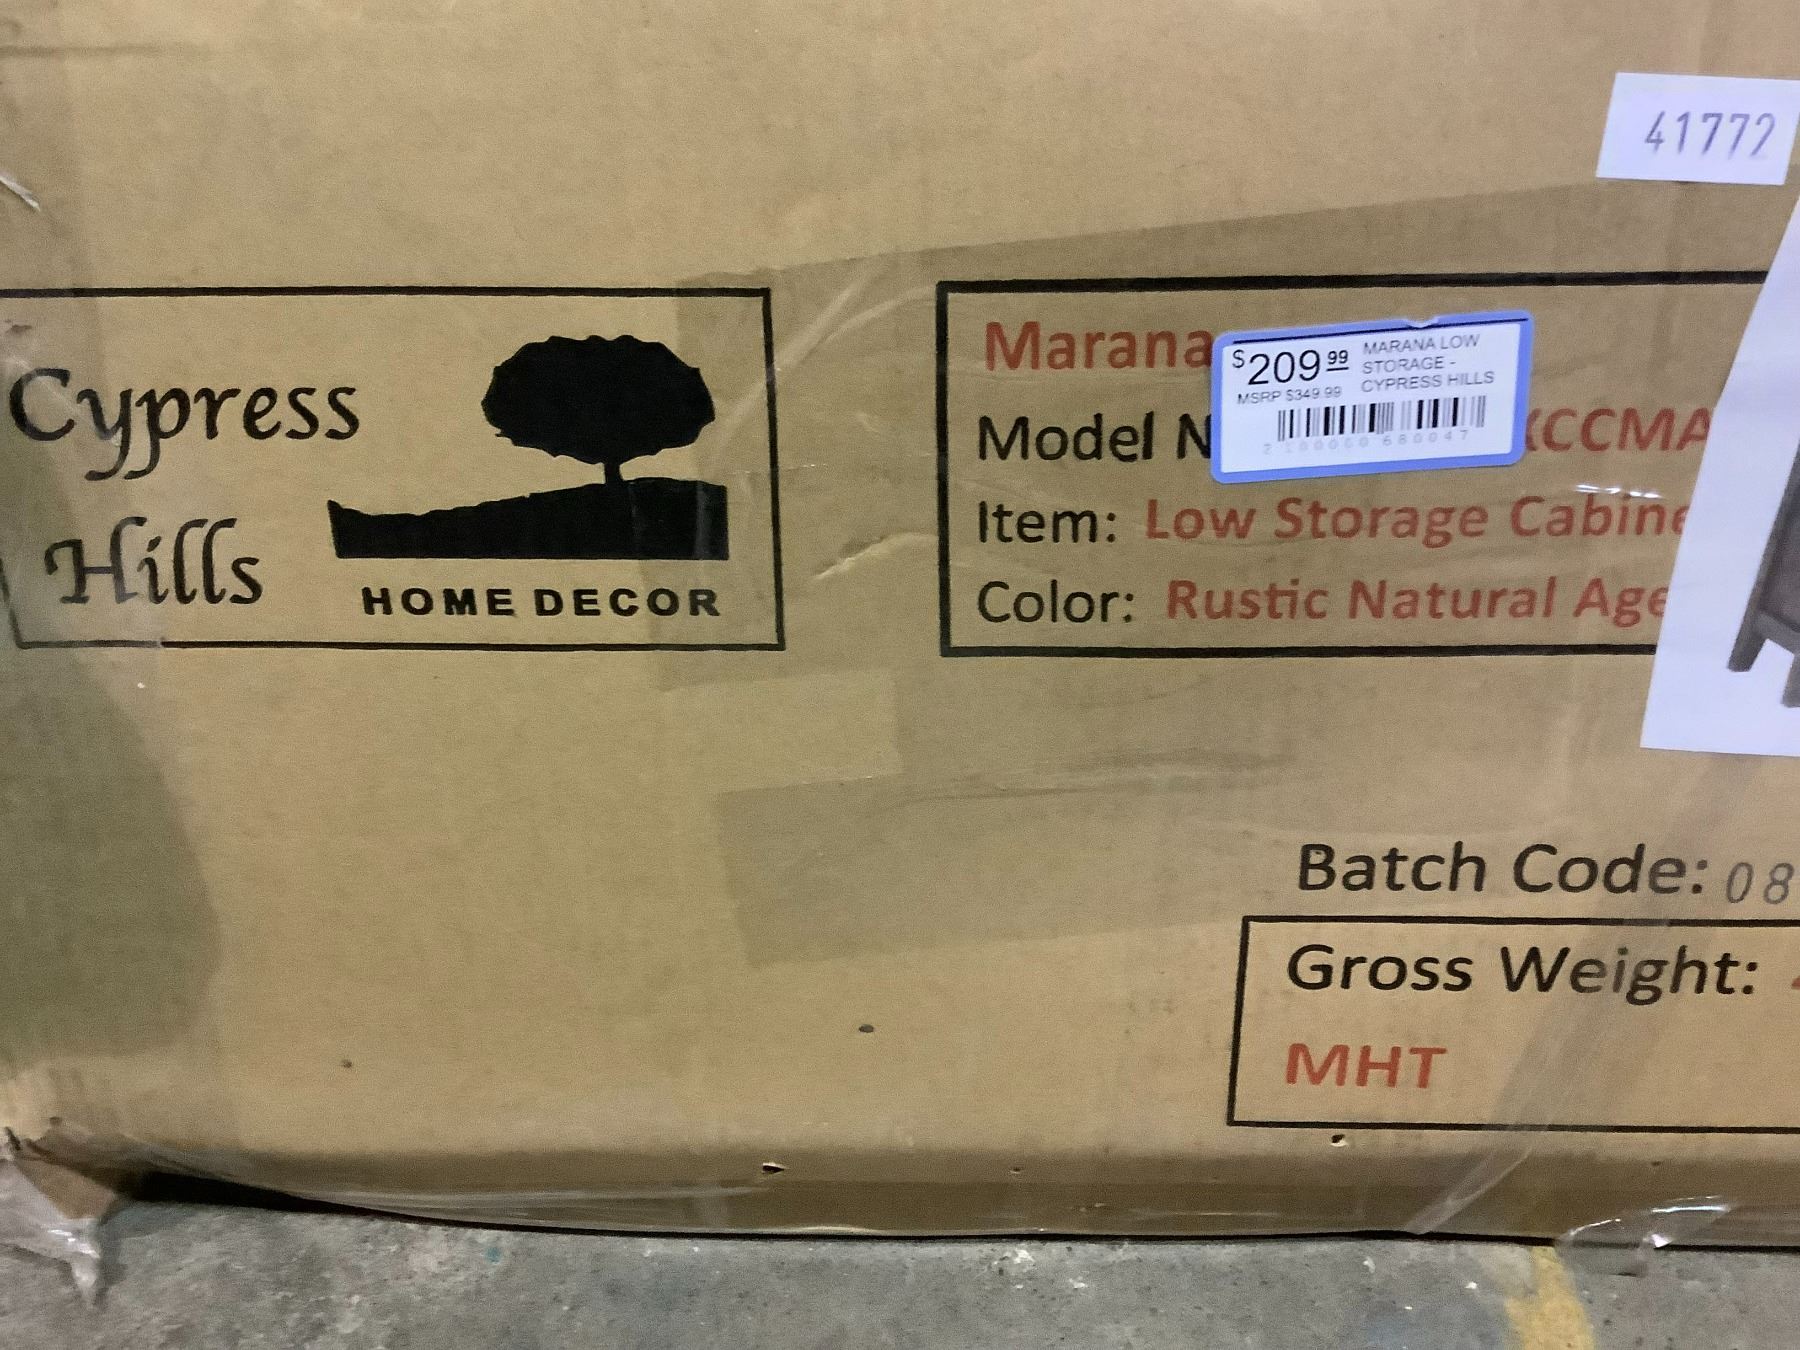 41772
Cypress
Hills
HOME DECOR
Marana
$209.99
MSRP $349.99
MARANA LOW
STORAGE -
CYPRESS HILLS
Model N
CCMA
Item: Low Storage Cabine
Color: Rustic Natural Age
Batch Code: 08
Gross Weight:
MHT